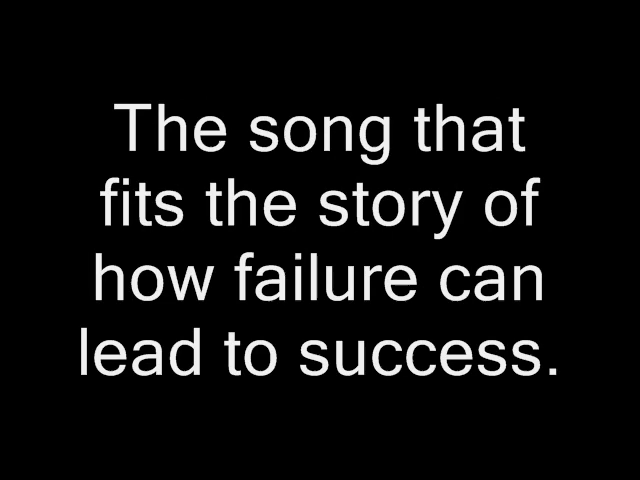 The song that
fits the story of
how failure can
lead to success.